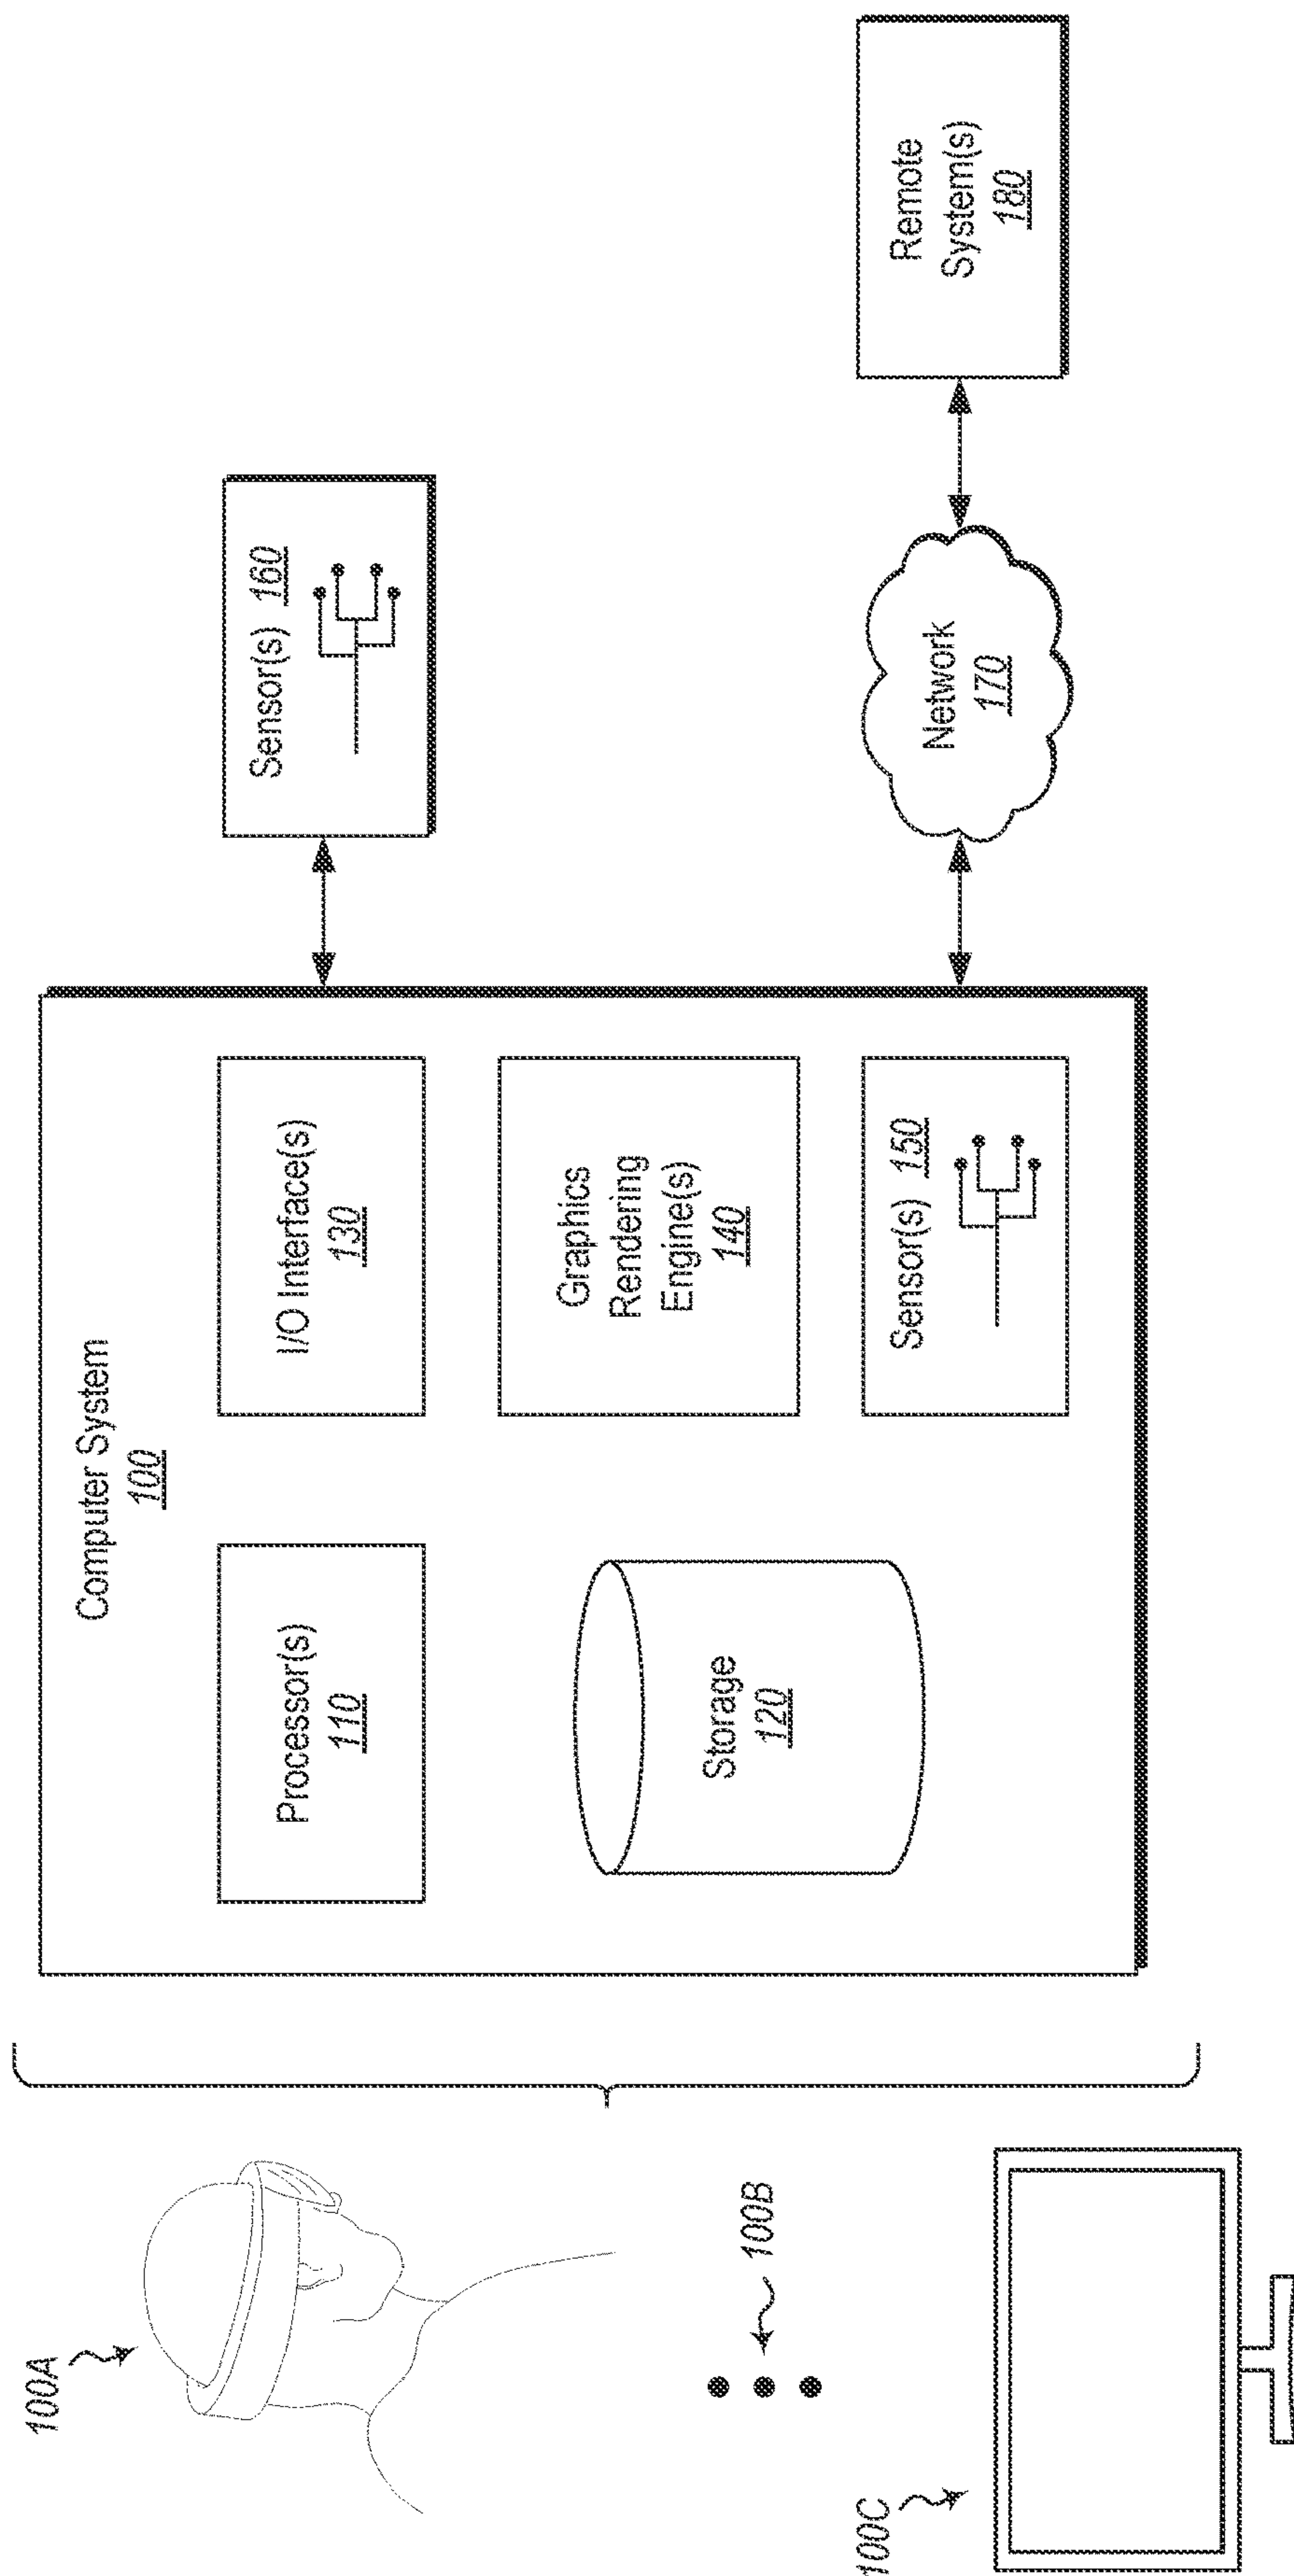 100A
100B
100C
Computer System
100
Processor(s)
110
Storage
120
I/O Interface(s)
130
Graphics
Rendering
Engine(s)
140
Sensor(s) 150
Sensor(s) 160
Network
170
Remote
System(s)
180